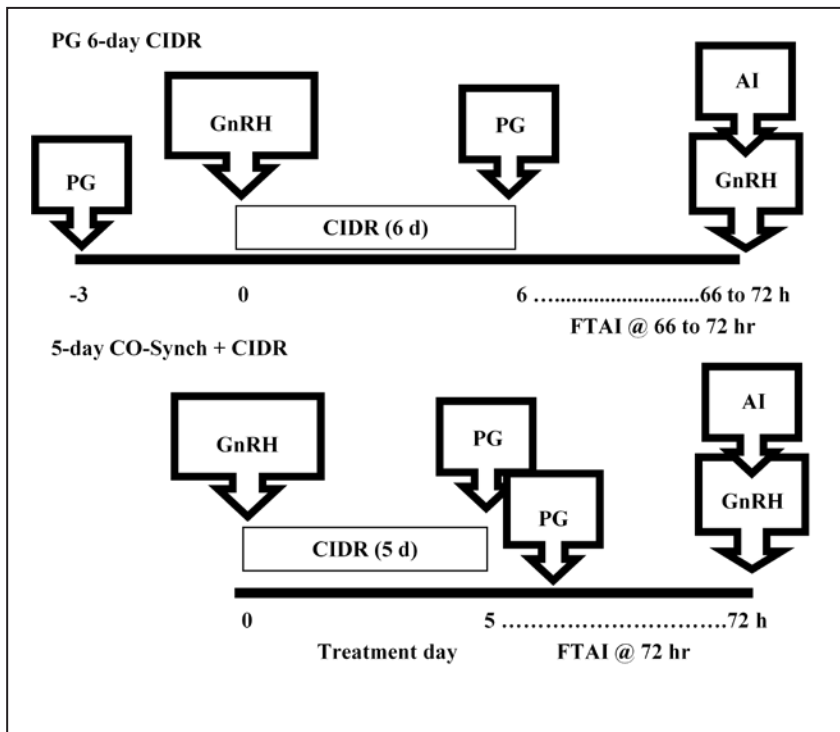 PG 6-day CIDR
AI
GnRH
PG
PG
GnRH
CIDR (6 d)
-3 0 6 ….........................66 to 72 h
FTAI @ 66 to 72 hr
5-day CO-Synch + CIDR
AI
GnRH
PG
GnRH
PG
CIDR (5 d)
0 5 ……………………….72 h
Treatment day FTAI @ 72 hr